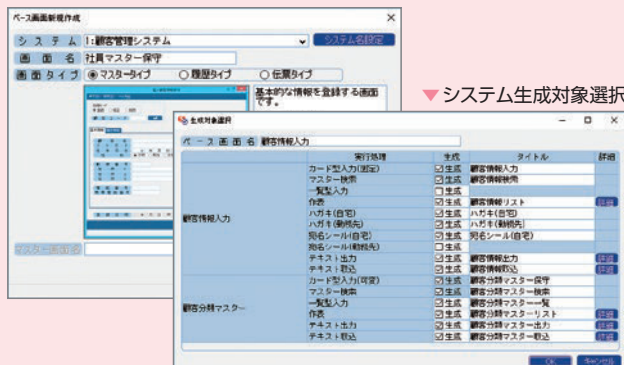 ベース画面新規作成
システム 1:顧客管理システム システム名設定
画面名 社員マスター保守
画面タイプ マスタータイプ 履歴タイプ 伝票タイプ
基本的な情報を登録する画面
です。
マスター画面名
▼システム生成対象選択
生成対象選択
ベース画面名 顧客情報入力
実行処理 生成 タイトル 詳細
顧客情報入力
カード型入力(固定) 生成 顧客情報入力
マスター検索 生成 顧客情報検索
一覧型入力 生成
作表 生成 顧客情報リスト 詳細
ハガキ(自宅) 生成 ハガキ(自宅)
ハガキ(勤務先) 生成 ハガキ(勤務先)
宛名シール(自宅) 生成 宛名シール(自宅)
宛名シール(勤務先) 生成
テキスト出力 生成 顧客情報出力 詳細
テキスト取込 生成 顧客情報取込 詳細
顧客分類マスター
カード型入力(可変) 生成 顧客分類マスター保守
マスター検索 生成 顧客分類マスター検索
一覧型入力 生成 顧客分類マスター一覧
作表 生成 顧客分類マスターリスト 詳細
テキスト出力 生成 顧客分類マスター出力 詳細
テキスト取込 生成 顧客分類マスター取込 詳細
OK キャンセル